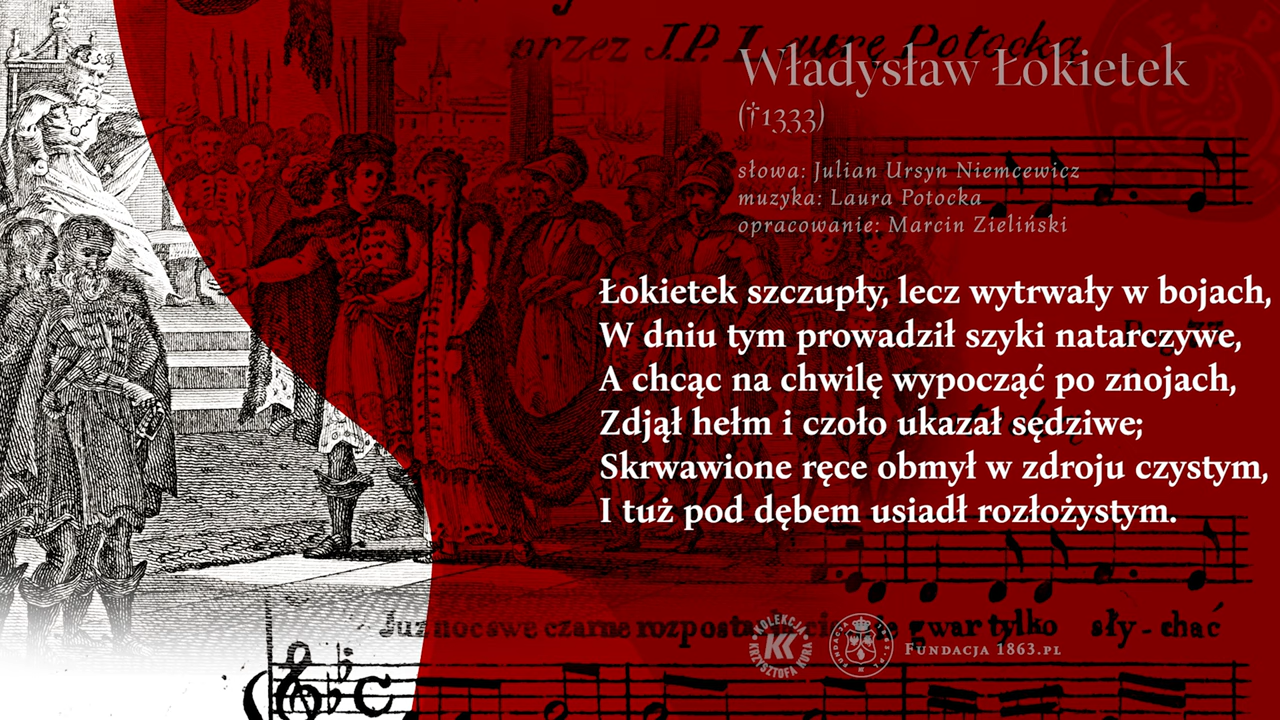 przez J.P. Laurę Potocką
Władysław Łokietek
(†1333)
słowa: Julian Ursyn Niemcewicz
muzyka: Laura Potocka
opracowanie: Marcin Zieliński
Łokietek szczupły, lecz wytrwały w bojach,
W dniu tym prowadził szyki natarczywe,
A chcąc na chwilę wypocząć po znojach,
Zdjął hełm i czoło ukazał sędziwe;
Skrwawione ręce obmył w zdroju czystym,
I tuż pod dębem usiadł rozłożystym.
Już nocswe czarne gwar tylko sły-chać
KOLEKCJA KK KRZYSZTOFA KURA
FUNDACJA 1863.PL